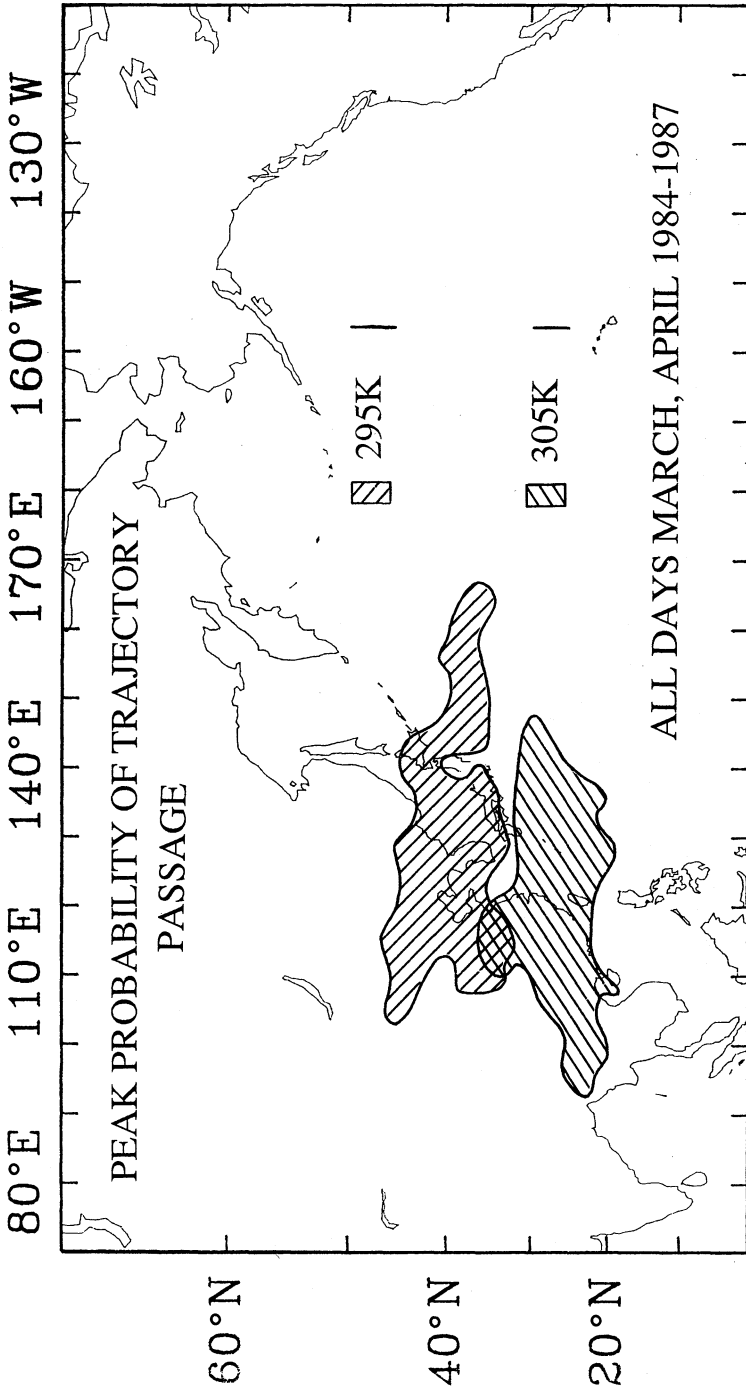 PEAK PROBABILITY OF TRAJECTORY
PASSAGE
295K
305K
ALL DAYS MARCH, APRIL 1984-1987
60°N
40°N
20°N
80°E 110°E 140°E 170°E 160°W 130°W